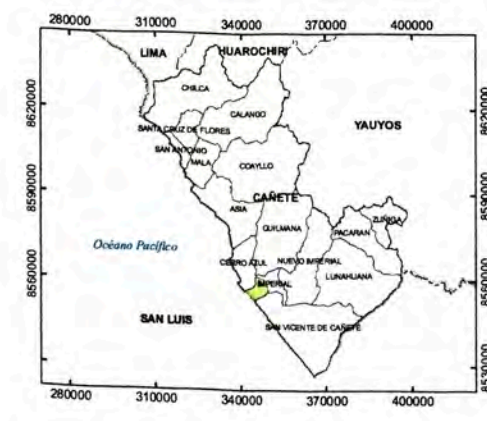 280000 310000 340000 370000 400000
LIMA
HUAROCHIRI
CHILCA
8620000
8620000
CALANGO
YAUYOS
SANTA CRUZ DE FLORES
SAN ANTONIO
MALA
COAYLLO
8590000
8590000
CAÑETE
ASIA
ZUÑIGA
QUILMANA
PACARAN
Océano Pacífico
CERRO AZUL
NUEVO IMPERIAL
LUNAHUANA
8560000
8560000
IMPERIAL
SAN LUIS
SAN VICENTE DE CAÑETE
8530000
280000 310000 340000 370000 400000